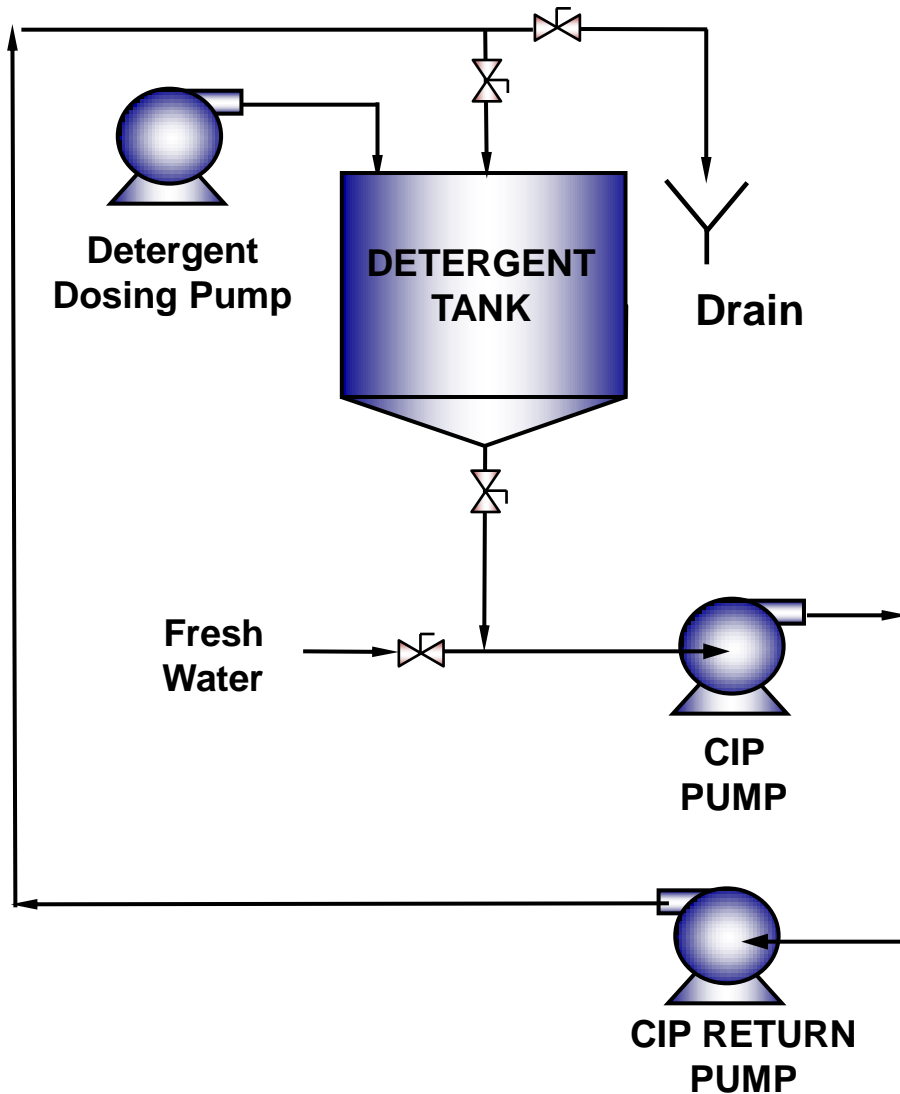 Detergent
Dosing Pump
DETERGENT
TANK
Drain
Fresh
Water
CIP
PUMP
CIP RETURN
PUMP